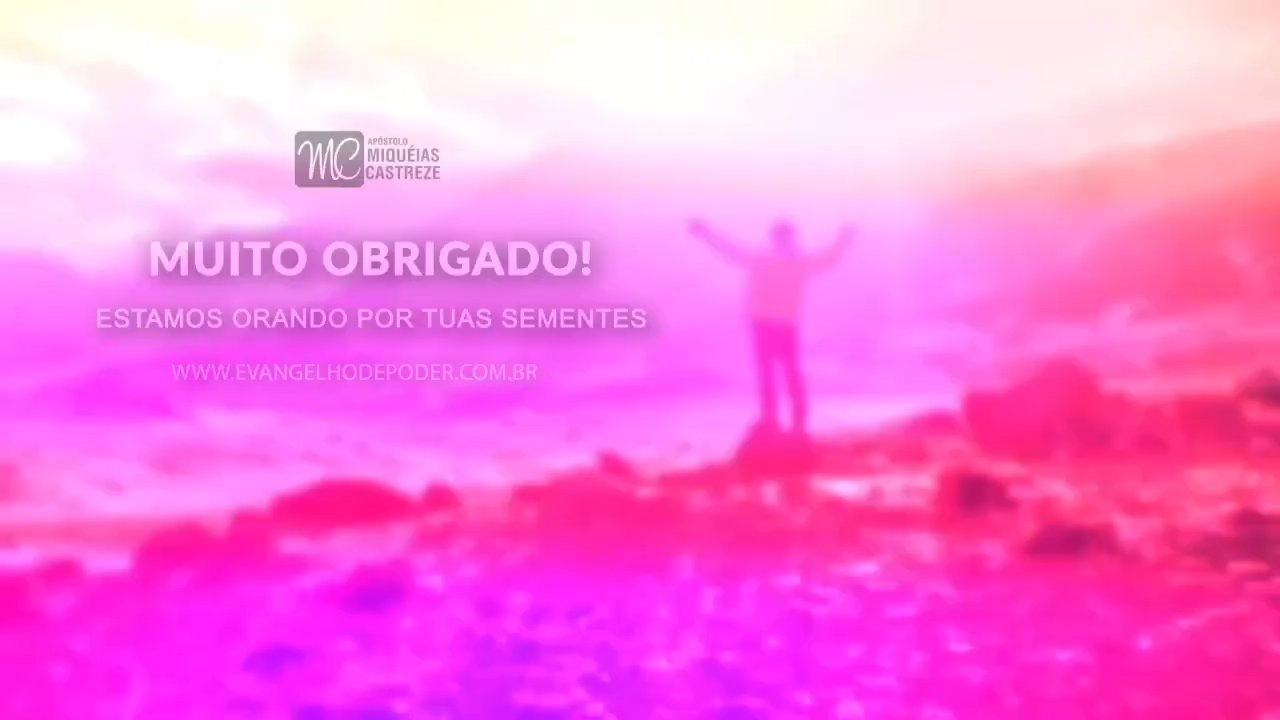 MC
APÓSTOLO
MIQUÉIAS
CASTREZE
MUITO OBRIGADO!
ESTAMOS ORANDO POR TUAS SEMENTES
WWW.EVANGELHODEPODER.COM.BR